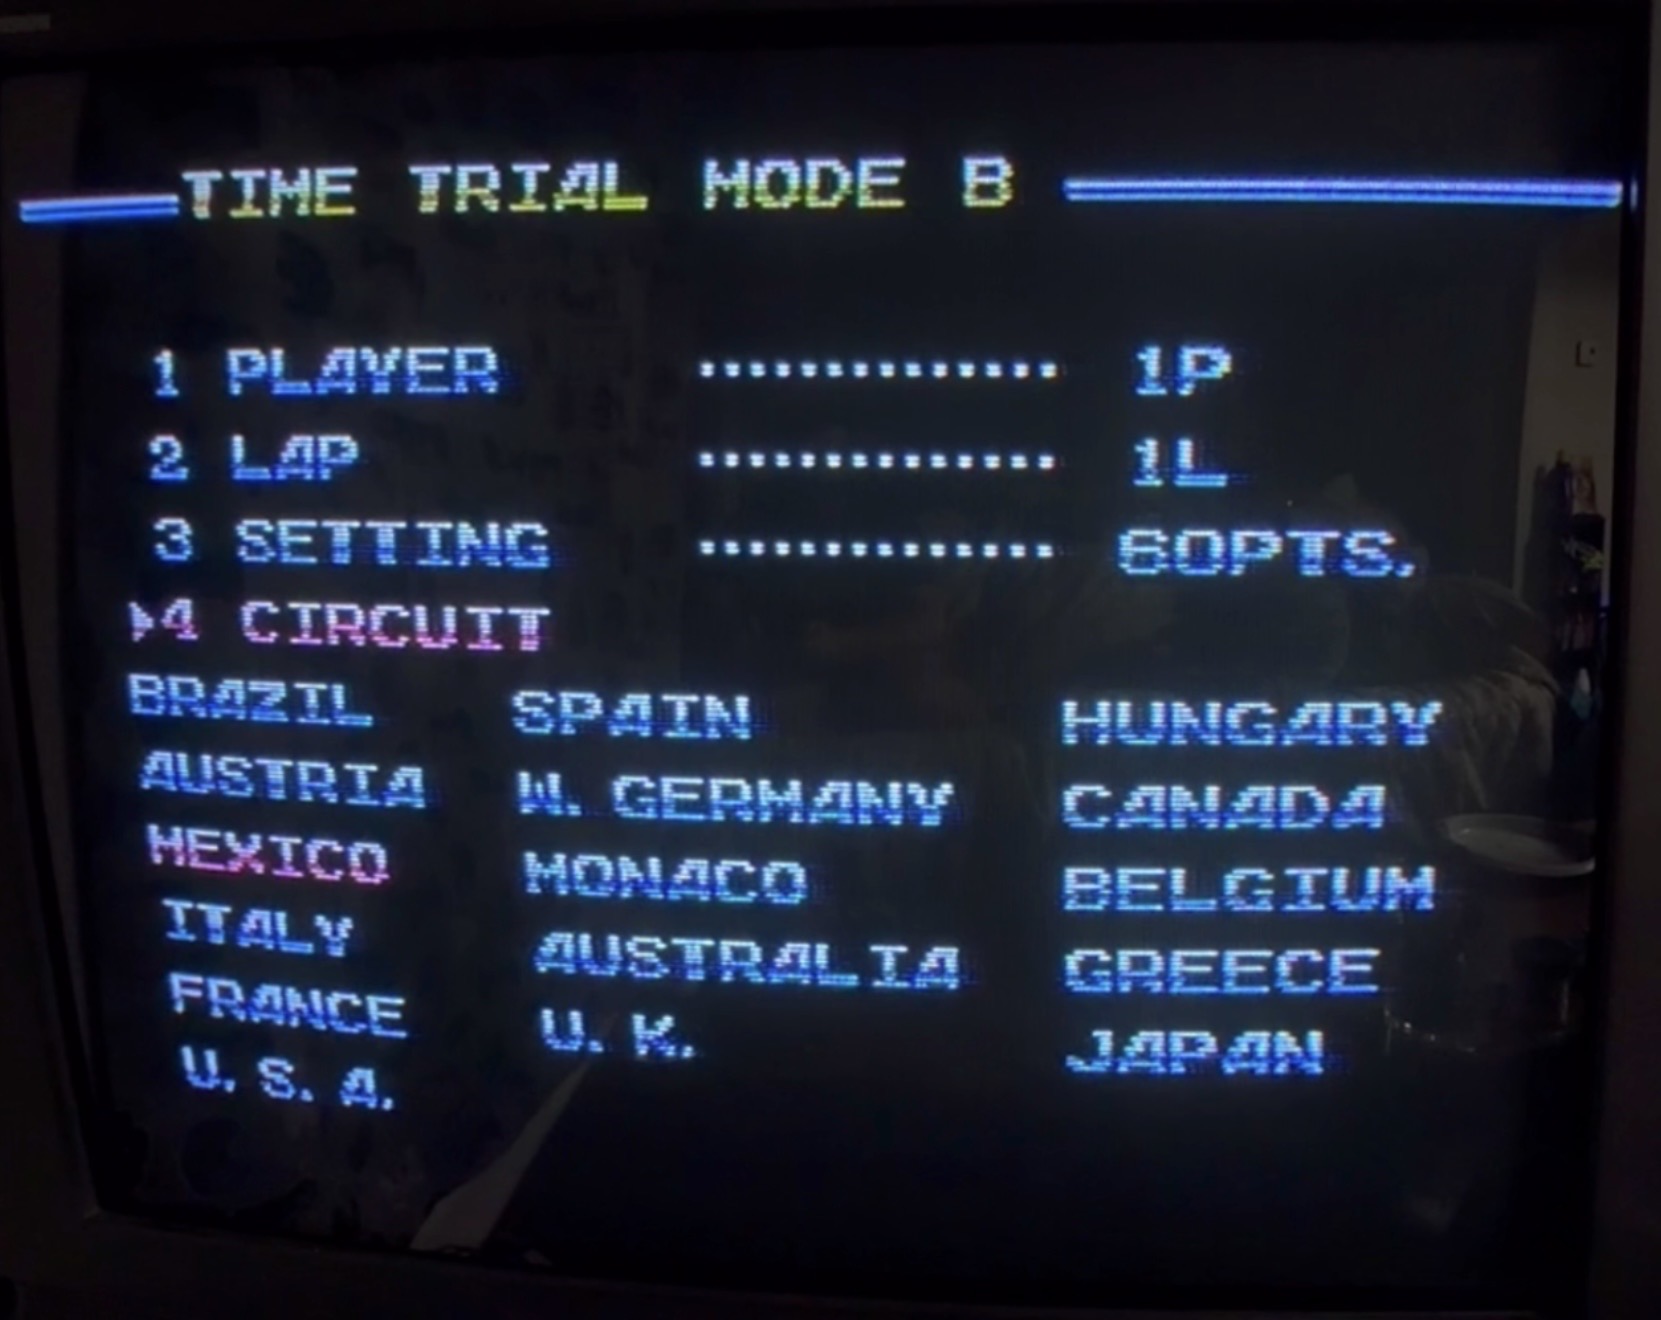 TIME TRIAL MODE B
1 PLAYER .............. 1P
2 LAP .............. 1L
3 SETTING .............. 60PTS.
▶4 CIRCUIT
BRAZIL SPAIN HUNGARY
AUSTRIA W. GERMANY CANADA
MEXICO MONACO BELGIUM
ITALY AUSTRALIA GREECE
FRANCE U. K. JAPAN
U. S. A.